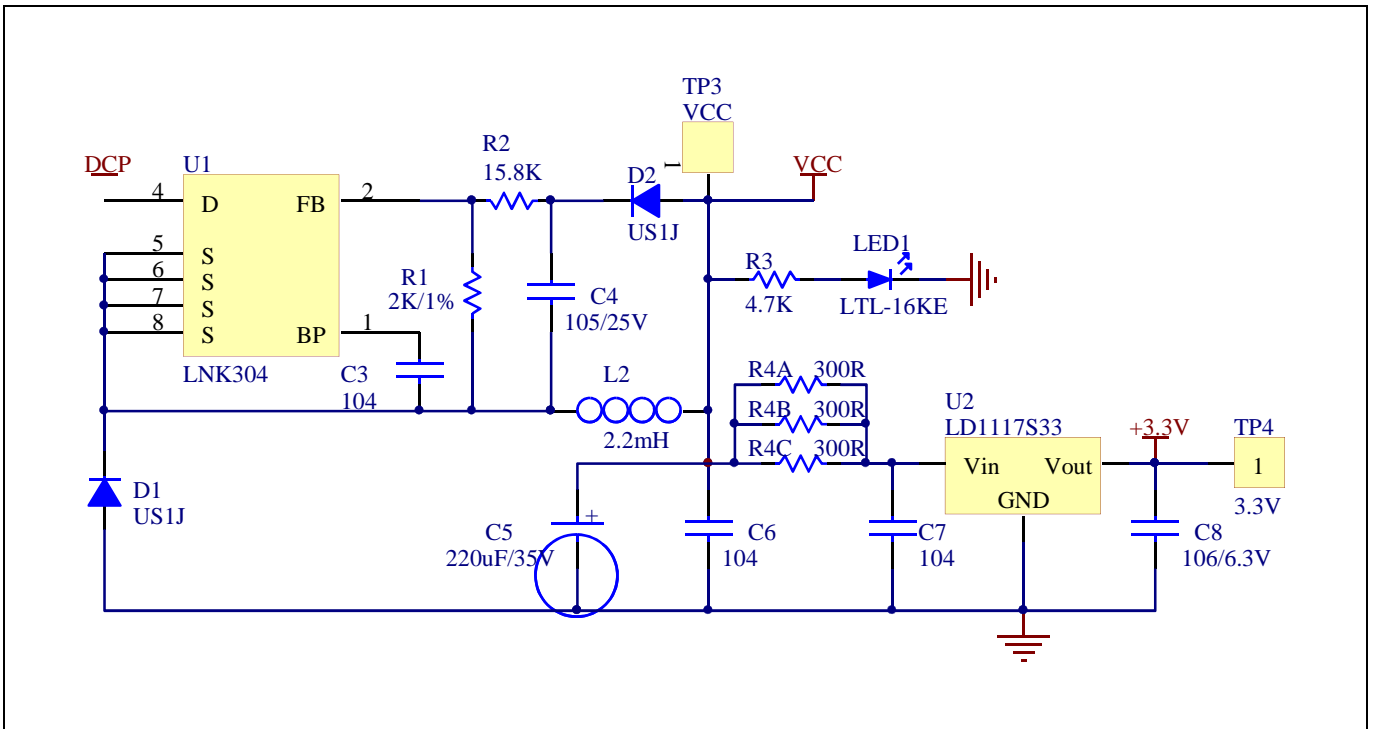 TP3
VCC
1
DCP
U1
4
D
FB
2
5
S
6
S
7
S
8
S
BP
1
LNK304
R2
15.8K
D2
US1J
VCC
R1
2K/1%
C4
105/25V
C3
104
L2
2.2mH
R3
4.7K
LED1
LTL-16KE
R4A 300R
R4B 300R
R4C 300R
U2
LD1117S33
Vin
Vout
GND
+3.3V
TP4
1
3.3V
D1
US1J
C5
+
220uF/35V
C6
104
C7
104
C8
106/6.3V